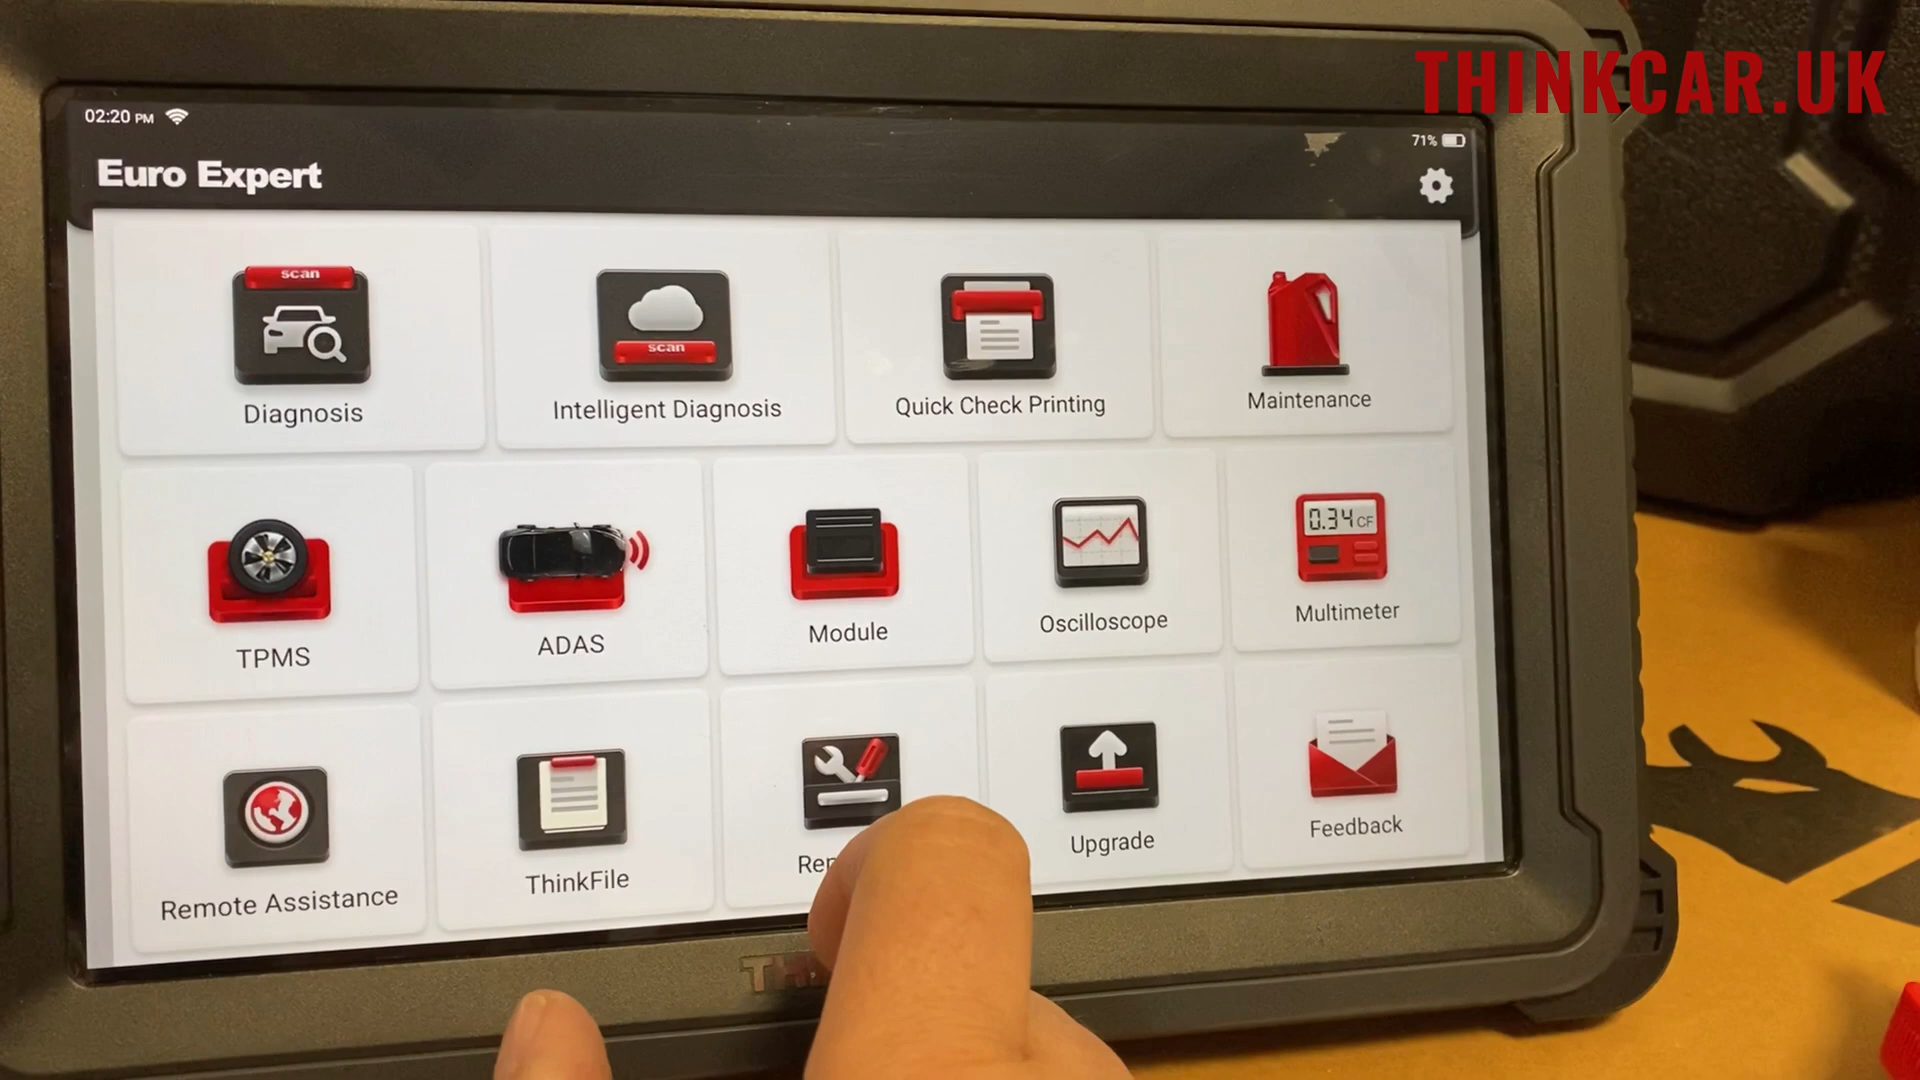 THINKCAR.UK
02:20 PM
71%
Euro Expert
scan
scan
Diagnosis
Intelligent Diagnosis
Quick Check Printing
Maintenance
0.34 CF
TPMS
ADAS
Module
Oscilloscope
Multimeter
Remote Assistance
ThinkFile
Upgrade
Feedback